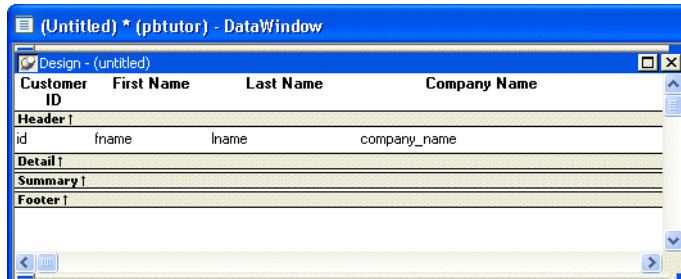 (Untitled) * (pbtutor) - DataWindow
Design - (untitled)
Customer ID First Name Last Name Company Name
Header ↑
id fname lname company_name
Detail ↑
Summary ↑
Footer ↑